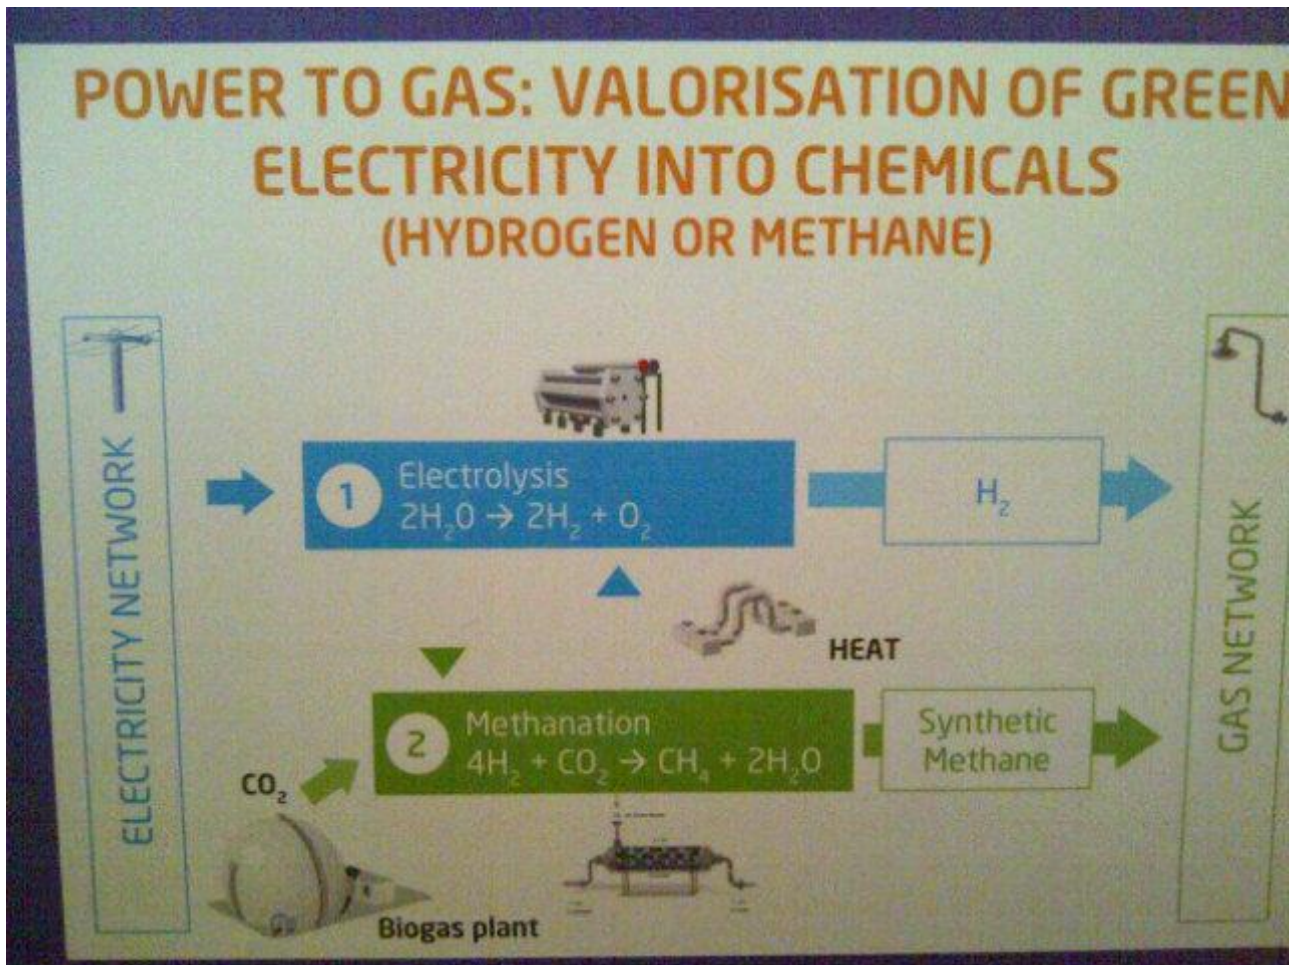 POWER TO GAS: VALORISATION OF GREEN
ELECTRICITY INTO CHEMICALS
(HYDROGEN OR METHANE)
ELECTRICITY NETWORK
1
Electrolysis
2H₂O → 2H₂ + O₂
H₂
GAS NETWORK
HEAT
2
Methanation
4H₂ + CO₂ → CH₄ + 2H₂O
Synthetic
Methane
CO₂
Biogas plant